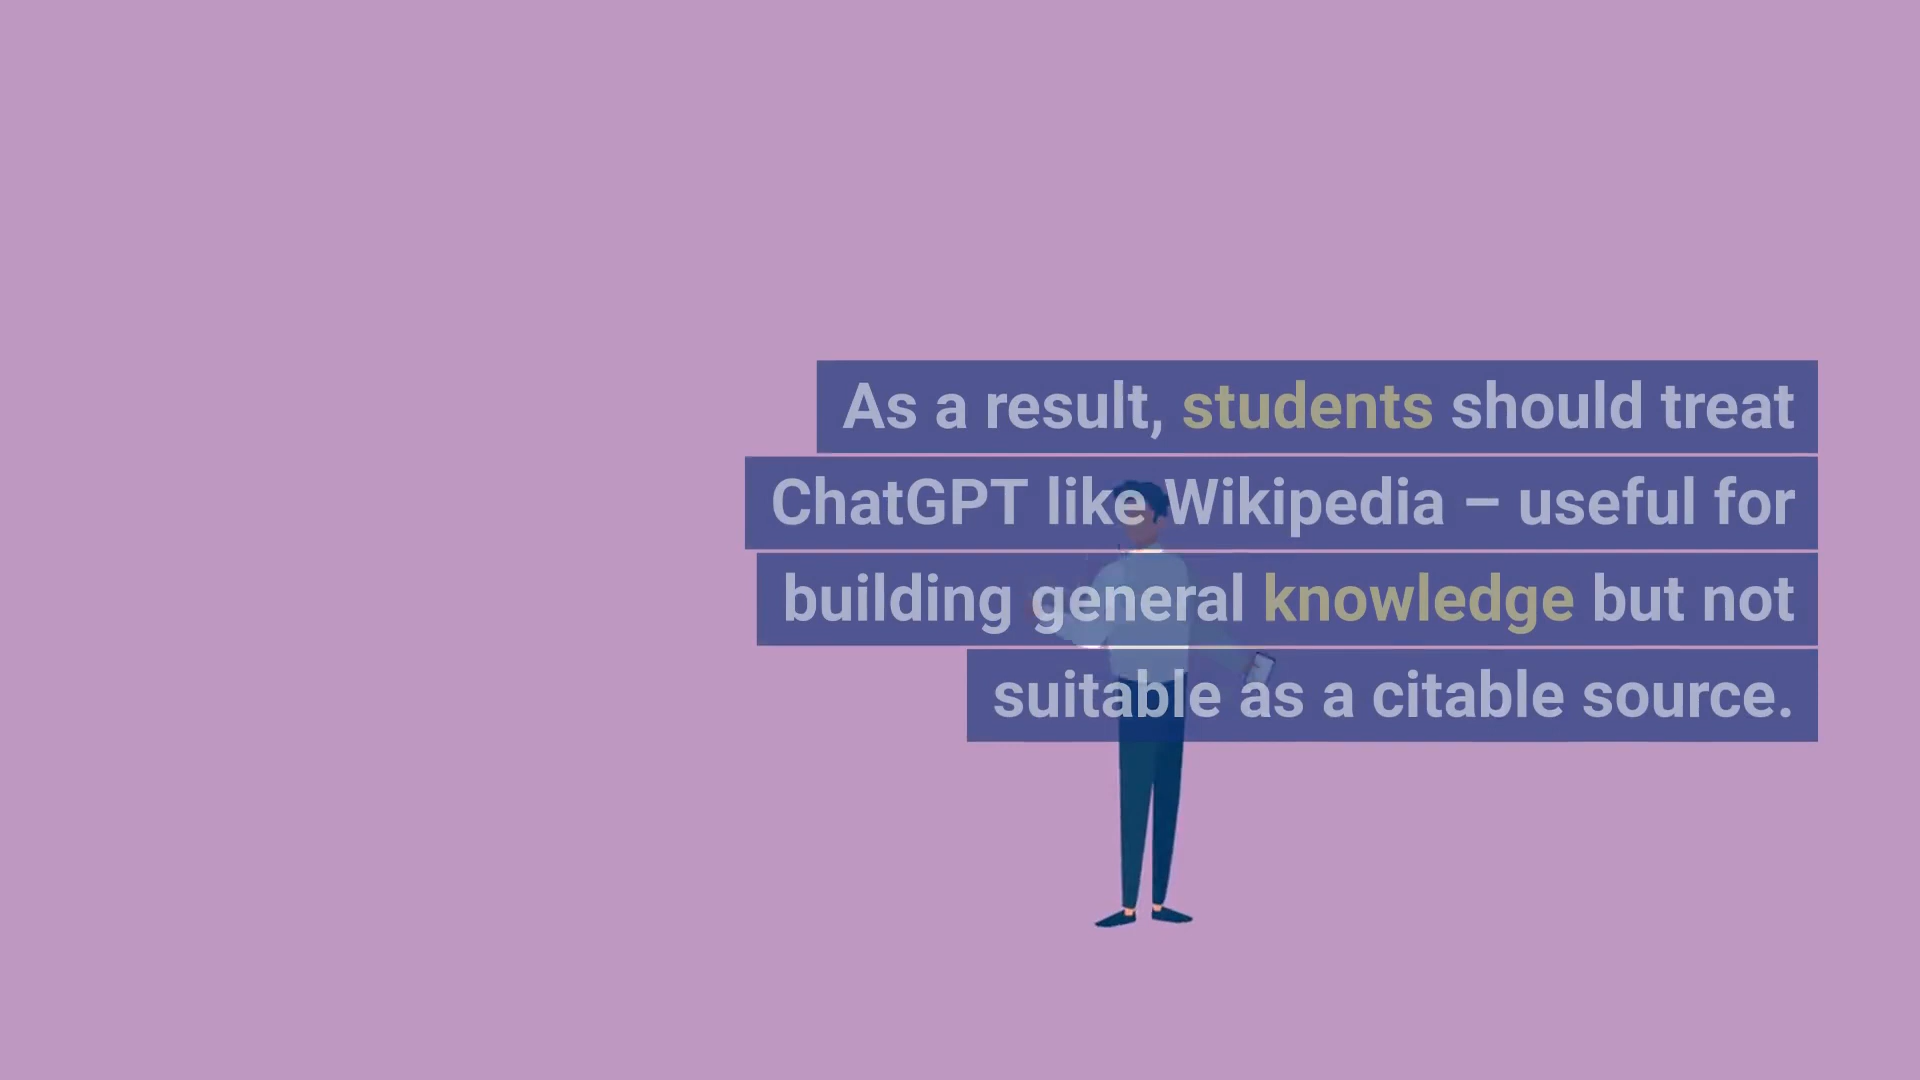 As a result, students should treat
ChatGPT like Wikipedia – useful for
building general knowledge but not
suitable as a citable source.